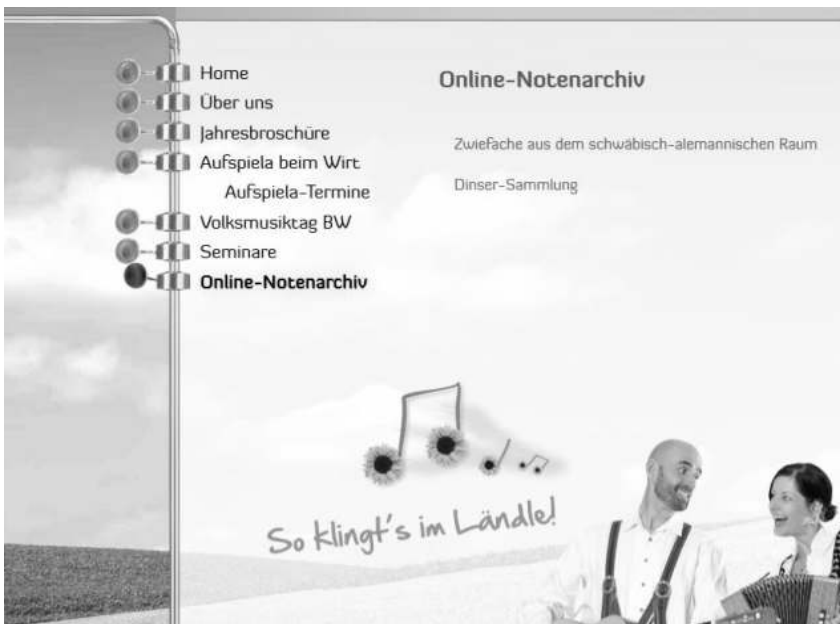 Home
Über uns
Jahresbroschüre
Aufspiela beim Wirt
Aufspiela-Termine
Volksmusiktag BW
Seminare
Online-Notenarchiv
Online-Notenarchiv
Zwiefache aus dem schwäbisch-alemannischen Raum
Dinser-Sammlung
So klingt's im Ländle!